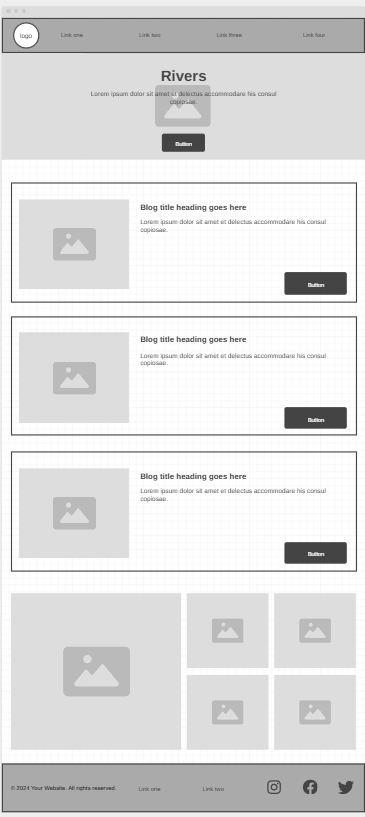 logo
Link one
Link two
Link three
Link four
Rivers
Lorem ipsum dolor sit amet et delectus accommodare his consul
copiosae.
Button
Blog title heading goes here
Lorem ipsum dolor sit amet et delectus accommodare his consul
copiosae.
Button
Blog title heading goes here
Lorem ipsum dolor sit amet et delectus accommodare his consul
copiosae.
Button
Blog title heading goes here
Lorem ipsum dolor sit amet et delectus accommodare his consul
copiosae.
Button
© 2024 Your Website. All rights reserved.
Link one
Link two